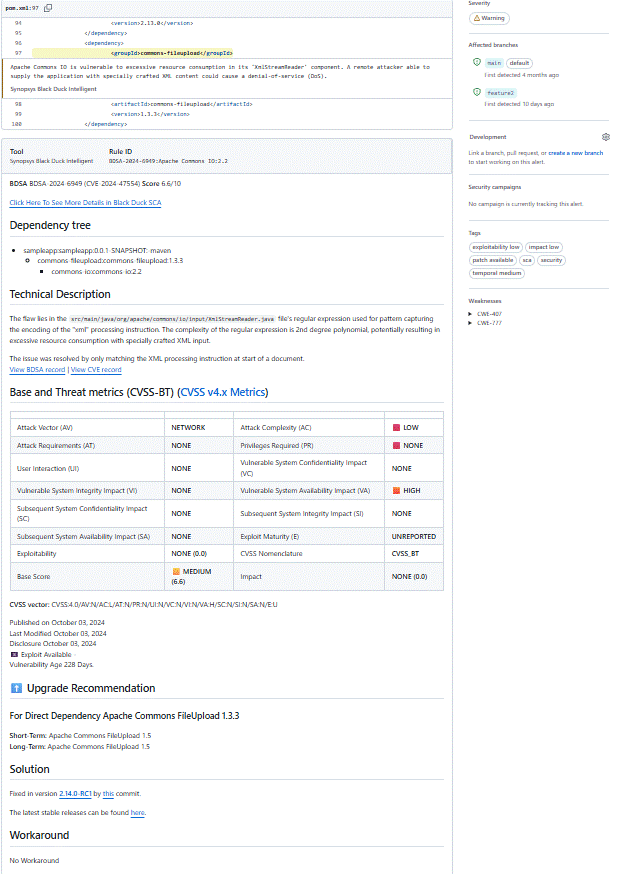 pom.xml:97
94 <version>2.13.0</version>
95 </dependency>
96 <dependency>
97 <groupId>commons-fileupload</groupId>
Apache Commons IO is vulnerable to excessive resource consumption in its "XmlStreamReader" component. A remote attacker able to
supply the application with specially crafted XML content could cause a denial-of-service (DoS).
Synopsys Black Duck Intelligent
98 <artifactId>commons-fileupload</artifactId>
99 <version>1.3.3</version>
100 </dependency>
Tool
Synopsys Black Duck Intelligent
Rule ID
BDSA-2024-6949:Apache Commons IO:2.2
BDSA BDSA-2024-6949 (CVE-2024-47554) Score 6.6/10
Click Here To See More Details in Black Duck SCA
Dependency tree
sampleapp:sampleapp:0.0.1-SNAPSHOT:-maven
commons-fileupload:commons-fileupload:1.3.3
commons-io:commons-io:2.2
Technical Description
The flaw lies in the src/main/java/org/apache/commons/io/input/XmlStreamReader.java file's regular expression used for pattern capturing
the encoding of the "xml" processing instruction. The complexity of the regular expression is 2nd degree polynomial, potentially resulting in
excessive resource consumption with specially crafted XML input.
The issue was resolved by only matching the XML processing instruction at start of a document.
View BDSA record | View CVE record
Base and Threat metrics (CVSS-BT) (CVSS v4.x Metrics)
Attack Vector (AV) NETWORK Attack Complexity (AC) LOW
Attack Requirements (AT) NONE Privileges Required (PR) NONE
User Interaction (UI) NONE Vulnerable System Confidentiality Impact (VC) NONE
Vulnerable System Integrity Impact (VI) NONE Vulnerable System Availability Impact (VA) HIGH
Subsequent System Confidentiality Impact (SC) NONE Subsequent System Integrity Impact (SI) NONE
Subsequent System Availability Impact (SA) NONE Exploit Maturity (E) UNREPORTED
Exploitability NONE (0.0) CVSS Nomenclature CVSS_BT
Base Score MEDIUM (6.6) Impact NONE (0.0)
CVSS vector: CVSS:4.0/AV:N/AC:L/AT:N/PR:N/UI:N/VC:N/VI:N/VA:H/SC:N/SI:N/SA:N/E:U
Published on October 03, 2024
Last Modified October 03, 2024
Disclosure October 03, 2024
Exploit Available -
Vulnerability Age 228 Days.
Upgrade Recommendation
For Direct Dependency Apache Commons FileUpload 1.3.3
Short-Term: Apache Commons FileUpload 1.5
Long-Term: Apache Commons FileUpload 1.5
Solution
Fixed in version 2.14.0-RC1 by this commit.
The latest stable releases can be found here.
Workaround
No Workaround
Severity
Warning
Affected branches
main default
First detected 4 months ago
feature3
First detected 10 days ago
Development
Link a branch, pull request, or create a new branch
to start working on this alert.
Security campaigns
No campaign is currently tracking this alert.
Tags
exploitability low impact low
patch available sca security
temporal medium
Weaknesses
CWE-407
CWE-777